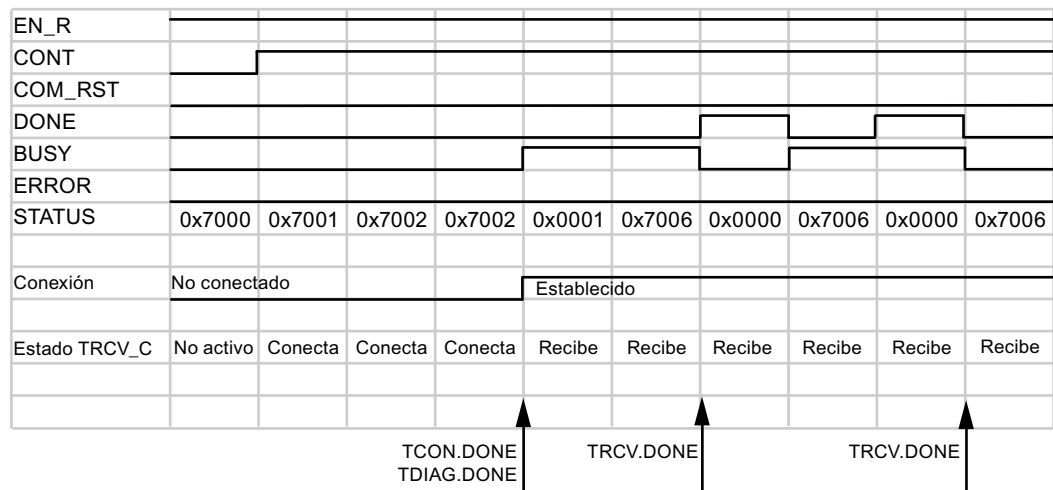 EN_R
CONT
COM_RST
DONE
BUSY
ERROR
STATUS 0x7000 0x7001 0x7002 0x7002 0x0001 0x7006 0x0000 0x7006 0x0000 0x7006
Conexión No conectado Establecido
Estado TRCV_C No activo Conecta Conecta Conecta Recibe Recibe Recibe Recibe Recibe Recibe
TCON.DONE TRCV.DONE TRCV.DONE
TDIAG.DONE